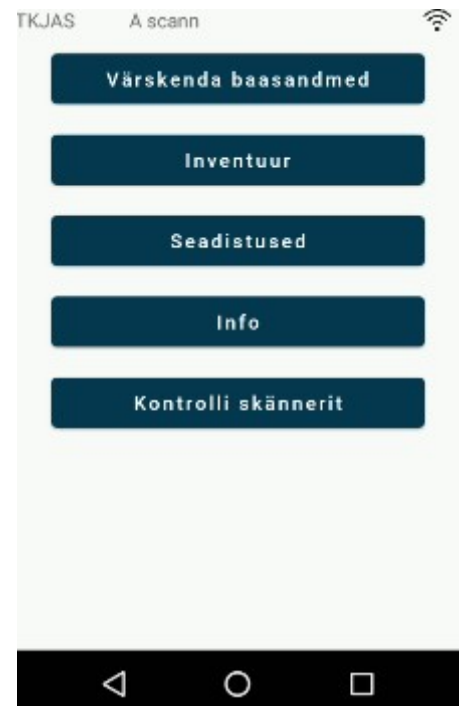 TKJAS A scann
Värskenda baasandmed
Inventuur
Seadistused
Info
Kontrolli skännerit